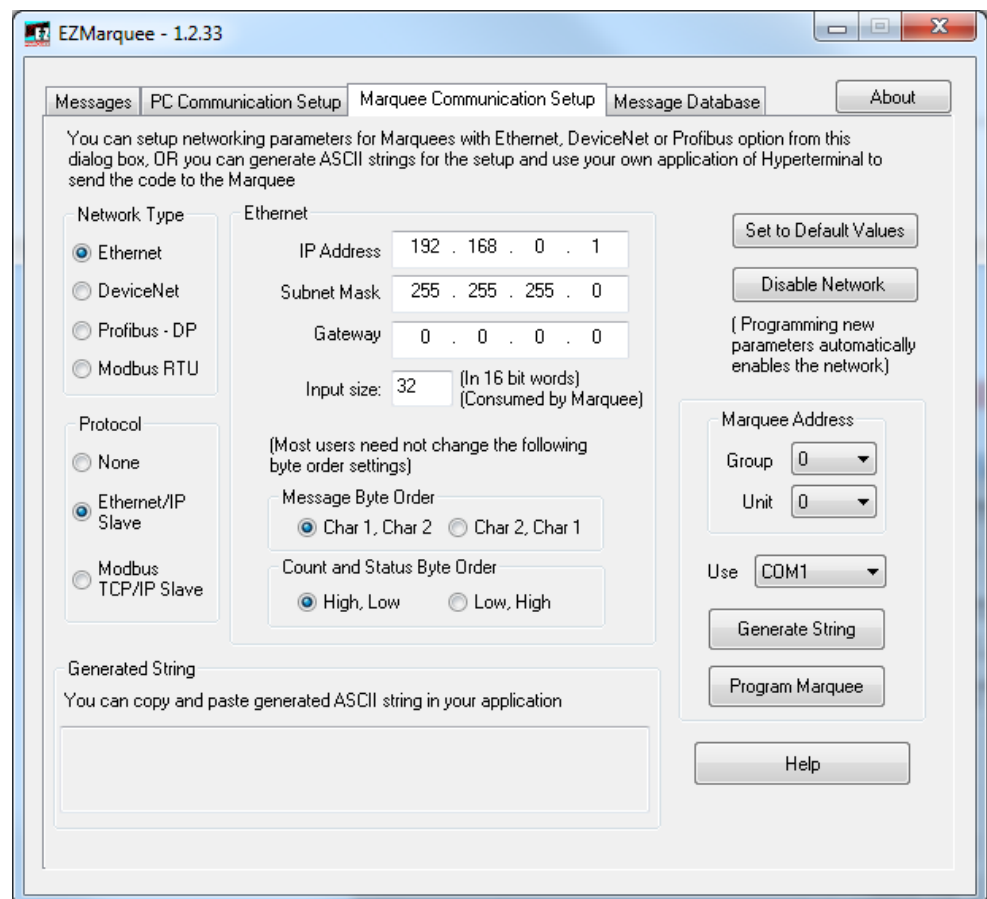 EZMarquee - 1.2.33
Messages
PC Communication Setup
Marquee Communication Setup
Message Database
About
You can setup networking parameters for Marquees with Ethernet, DeviceNet or Profibus option from this
dialog box, OR you can generate ASCII strings for the setup and use your own application of Hyperterminal to
send the code to the Marquee
Network Type
Ethernet
DeviceNet
Profibus - DP
Modbus RTU
Protocol
None
Ethernet/IP
Slave
Modbus
TCP/IP Slave
Ethernet
IP Address 192 . 168 . 0 . 1
Subnet Mask 255 . 255 . 255 . 0
Gateway 0 . 0 . 0 . 0
Input size: 32 (In 16 bit words)
(Consumed by Marquee)
(Most users need not change the following
byte order settings)
Message Byte Order
Char 1, Char 2 Char 2, Char 1
Count and Status Byte Order
High, Low Low, High
Set to Default Values
Disable Network
( Programming new
parameters automatically
enables the network)
Marquee Address
Group 0
Unit 0
Use COM1
Generate String
Program Marquee
Help
Generated String
You can copy and paste generated ASCII string in your application